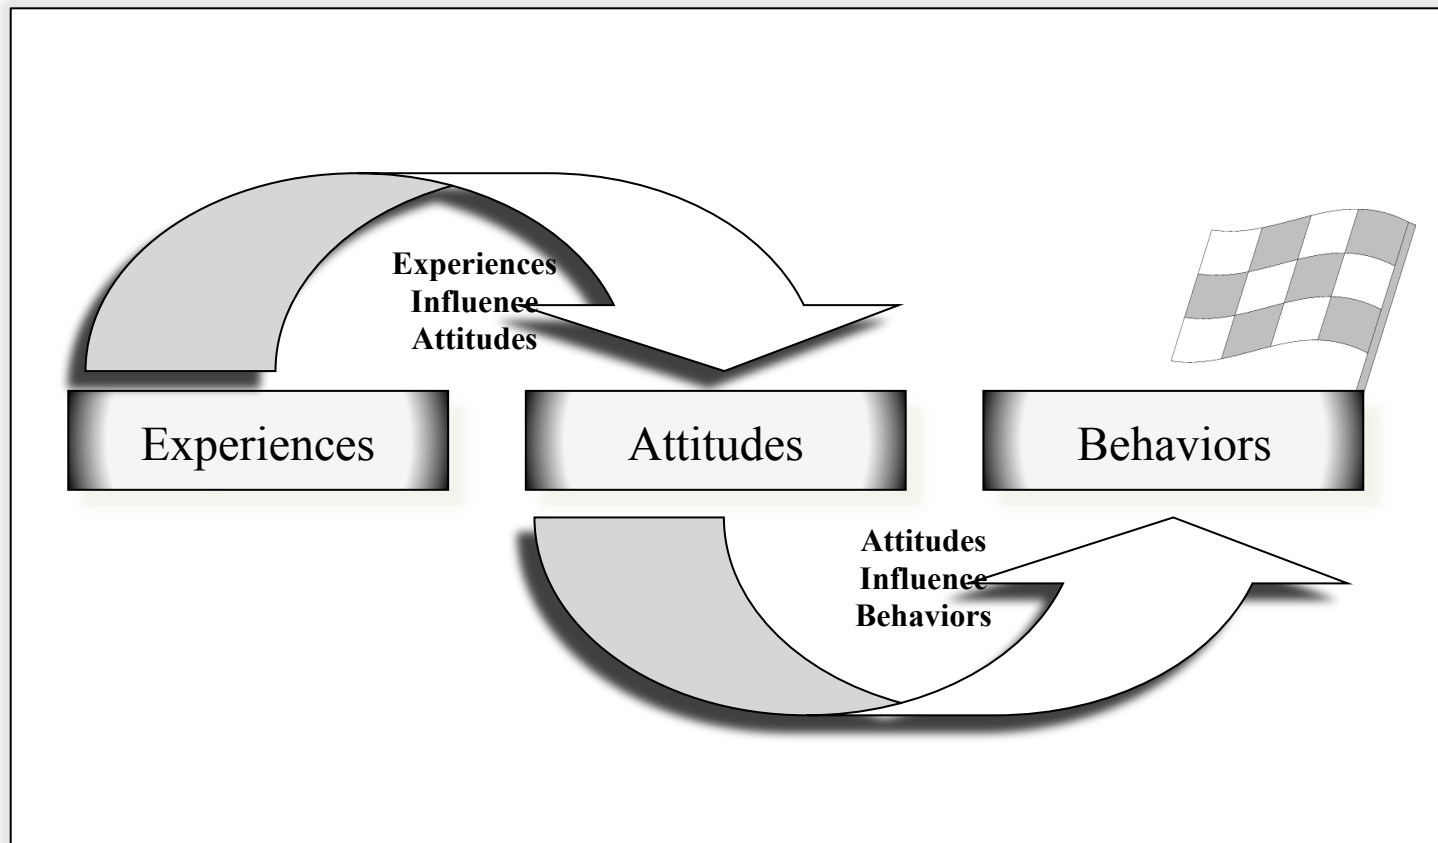 Experiences
Influence
Attitudes
Experiences
Attitudes
Behaviors
Attitudes
Influence
Behaviors